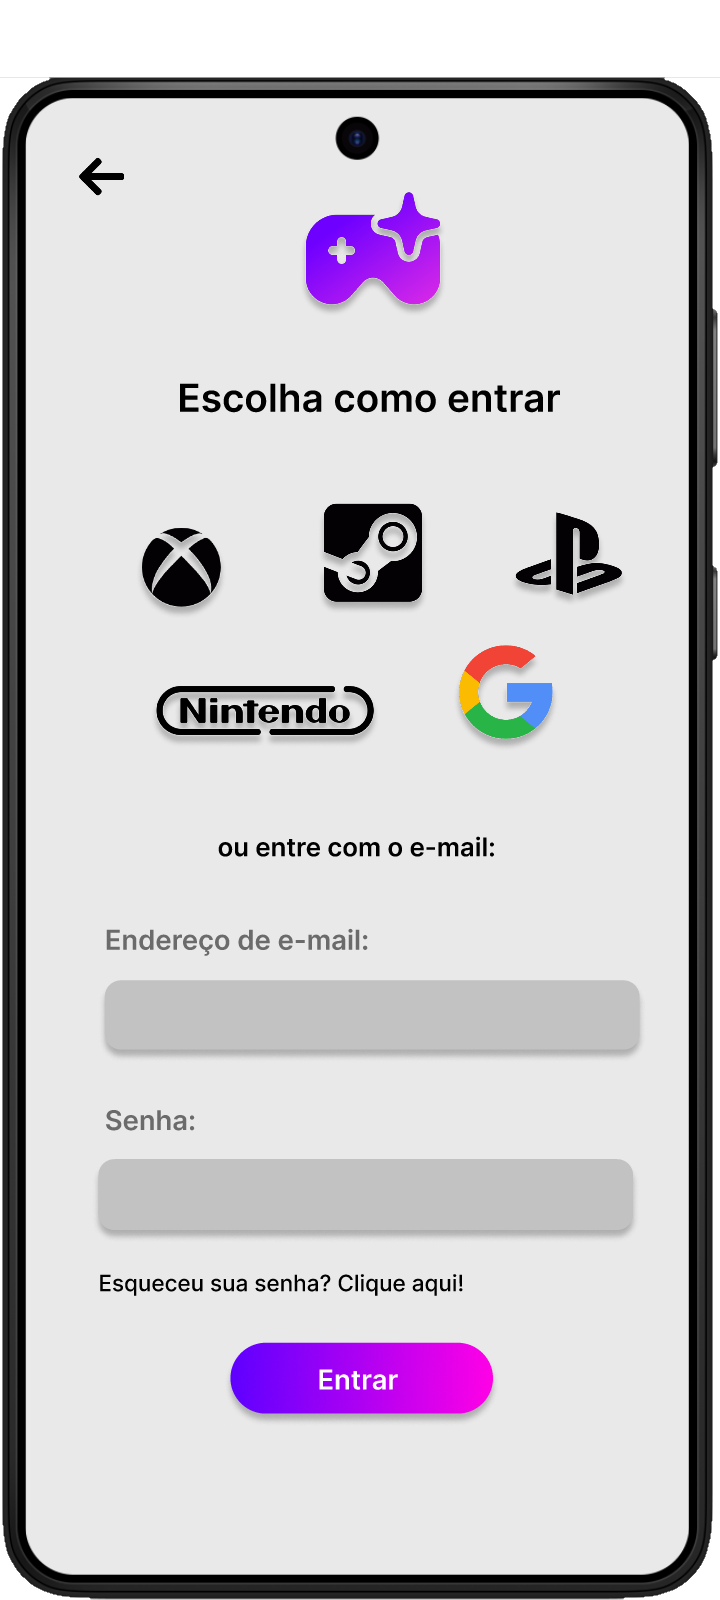 Escolha como entrar
Nintendo
ou entre com o e-mail:
Endereço de e-mail:
Senha:
Esqueceu sua senha? Clique aqui!
Entrar